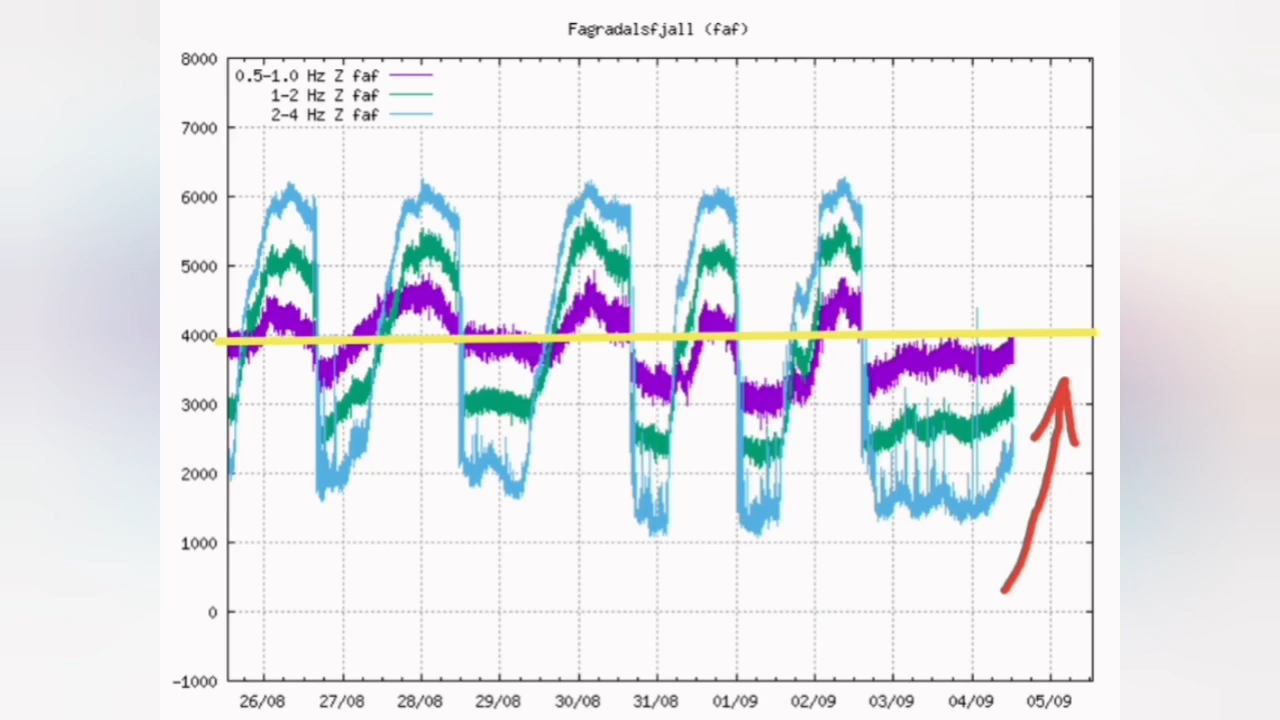 Fagradalsfjall (faf)
8000
0.5-1.0 Hz Z faf
1-2 Hz Z faf
2-4 Hz Z faf
7000
6000
5000
4000
3000
2000
1000
0
-1000
26/08 27/08 28/08 29/08 30/08 31/08 01/09 02/09 03/09 04/09 05/09